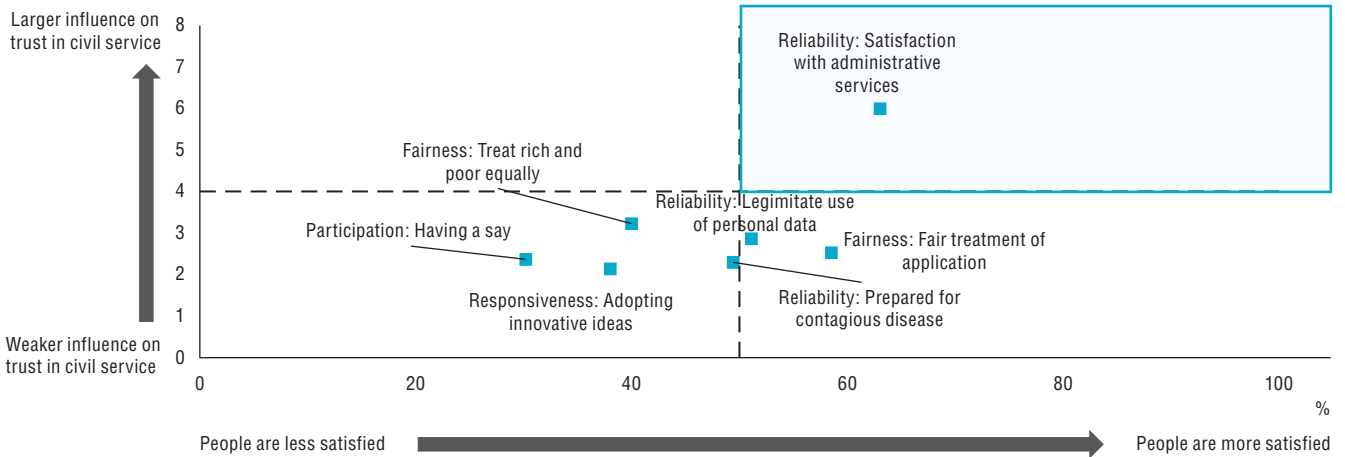 Larger influence on
trust in civil service
8
7
6
5
4
3
2
1
0
Weaker influence on
trust in civil service
Reliability: Satisfaction
with administrative
services
Fairness: Treat rich and
poor equally
Reliability: Legitimate use
of personal data
Participation: Having a say
Fairness: Fair treatment of
application
Responsiveness: Adopting
innovative ideas
Reliability: Prepared for
contagious disease
0
20
40
60
80
100
%
People are less satisfied
People are more satisfied